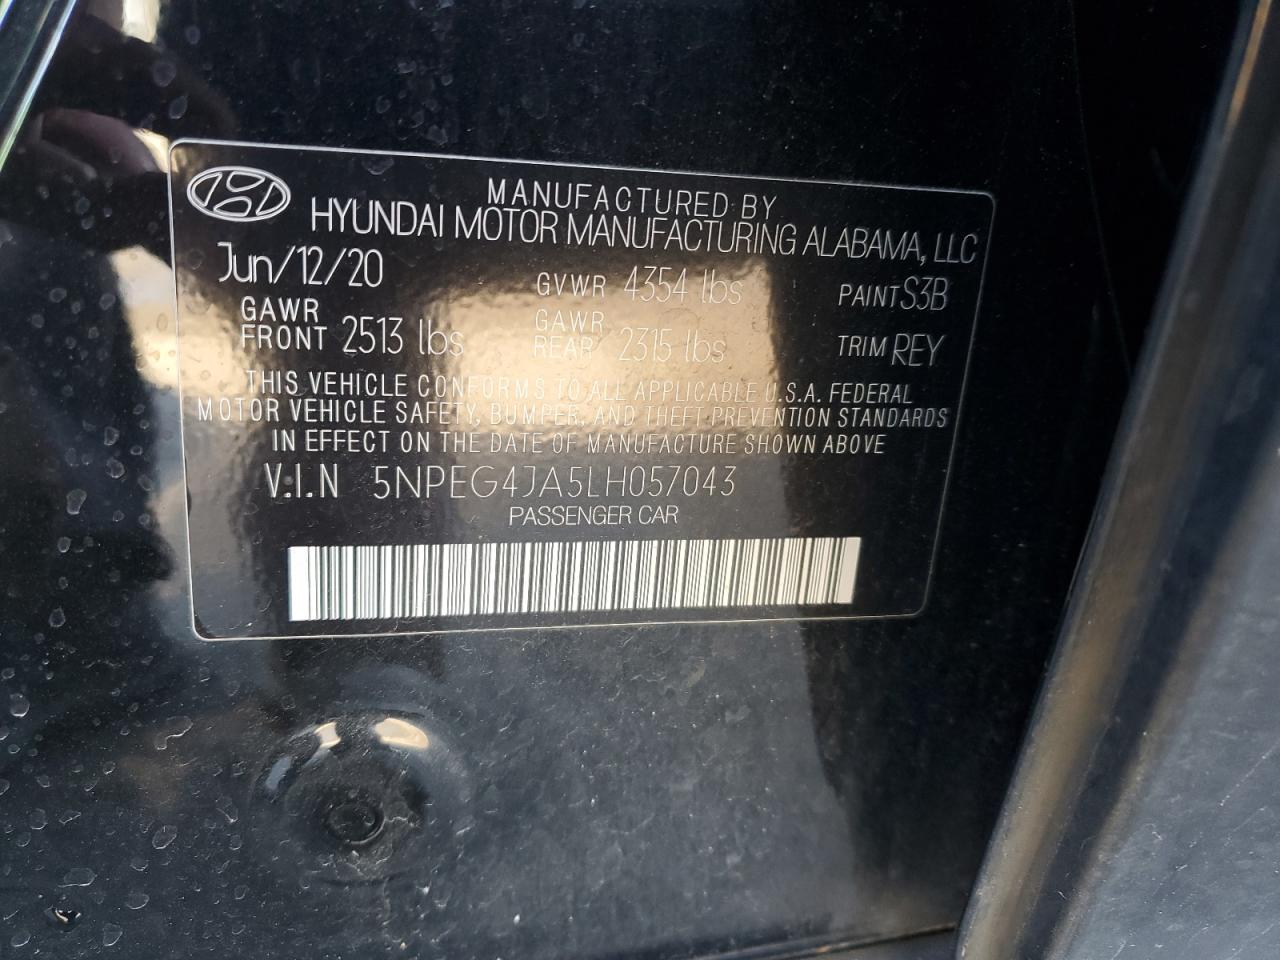 MANUFACTURED BY
HYUNDAI MOTOR MANUFACTURING ALABAMA, LLC
Jun/12/20 GVWR 4354 lbs PAINT S3B
GAWR FRONT 2513 lbs GAWR REAR 2315 lbs TRIM REY
THIS VEHICLE CONFORMS TO ALL APPLICABLE U.S.A. FEDERAL
MOTOR VEHICLE SAFETY, BUMPER, AND THEFT PREVENTION STANDARDS
IN EFFECT ON THE DATE OF MANUFACTURE SHOWN ABOVE
V.I.N 5NPEG4JA5LH057043
PASSENGER CAR